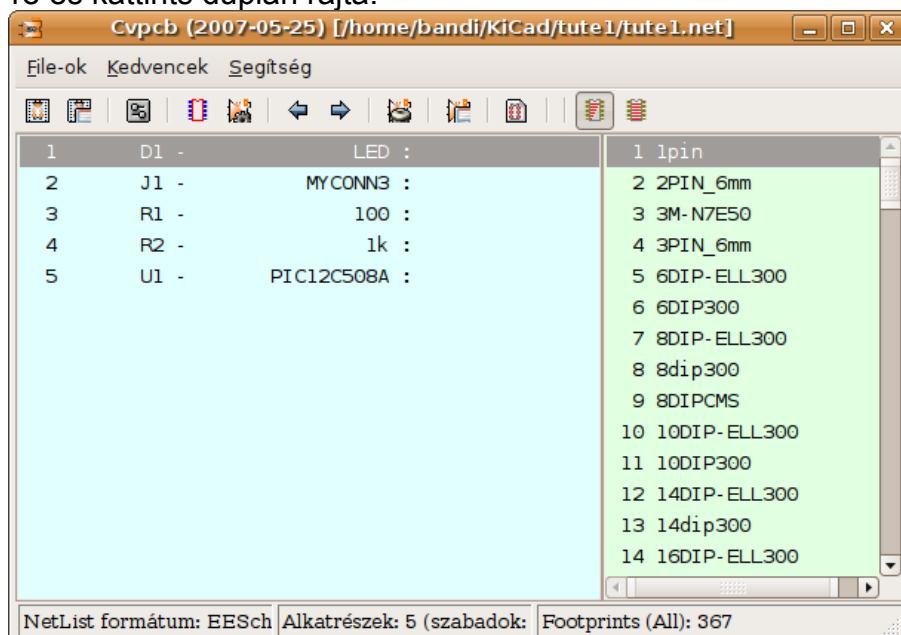 Cvpcb (2007-05-25) [/home/bandi/KiCad/tute1/tute1.net]
File-ok Kedvencek Segítség
1 D1 - LED :
2 J1 - MYCONN3 :
3 R1 - 100 :
4 R2 - 1k :
5 U1 - PIC12C508A :
1 1pin
2 2PIN_6mm
3 3M-N7E50
4 3PIN_6mm
5 6DIP-ELL300
6 6DIP300
7 8DIP-ELL300
8 8dip300
9 8DIPCMS
10 10DIP-ELL300
11 10DIP300
12 14DIP-ELL300
13 14dip300
14 16DIP-ELL300
NetList formátum: EESch Alkatrészek: 5 (szabadok: Footprints (All): 367